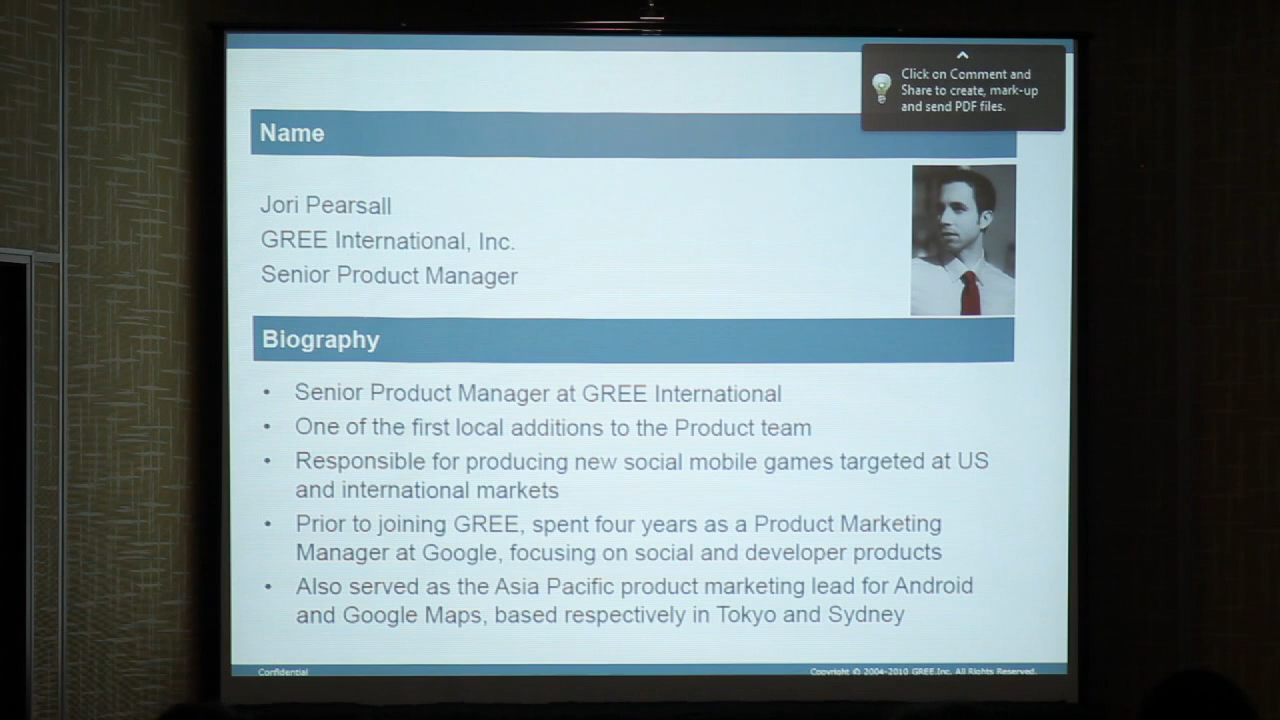 Click on Comment and
Share to create, mark-up
and send PDF files.
Name
Jori Pearsall
GREE International, Inc.
Senior Product Manager
Biography
• Senior Product Manager at GREE International
• One of the first local additions to the Product team
• Responsible for producing new social mobile games targeted at US
and international markets
• Prior to joining GREE, spent four years as a Product Marketing
Manager at Google, focusing on social and developer products
• Also served as the Asia Pacific product marketing lead for Android
and Google Maps, based respectively in Tokyo and Sydney
Confidential
Copyright © 2004-2010 GREE,Inc. All Rights Reserved.